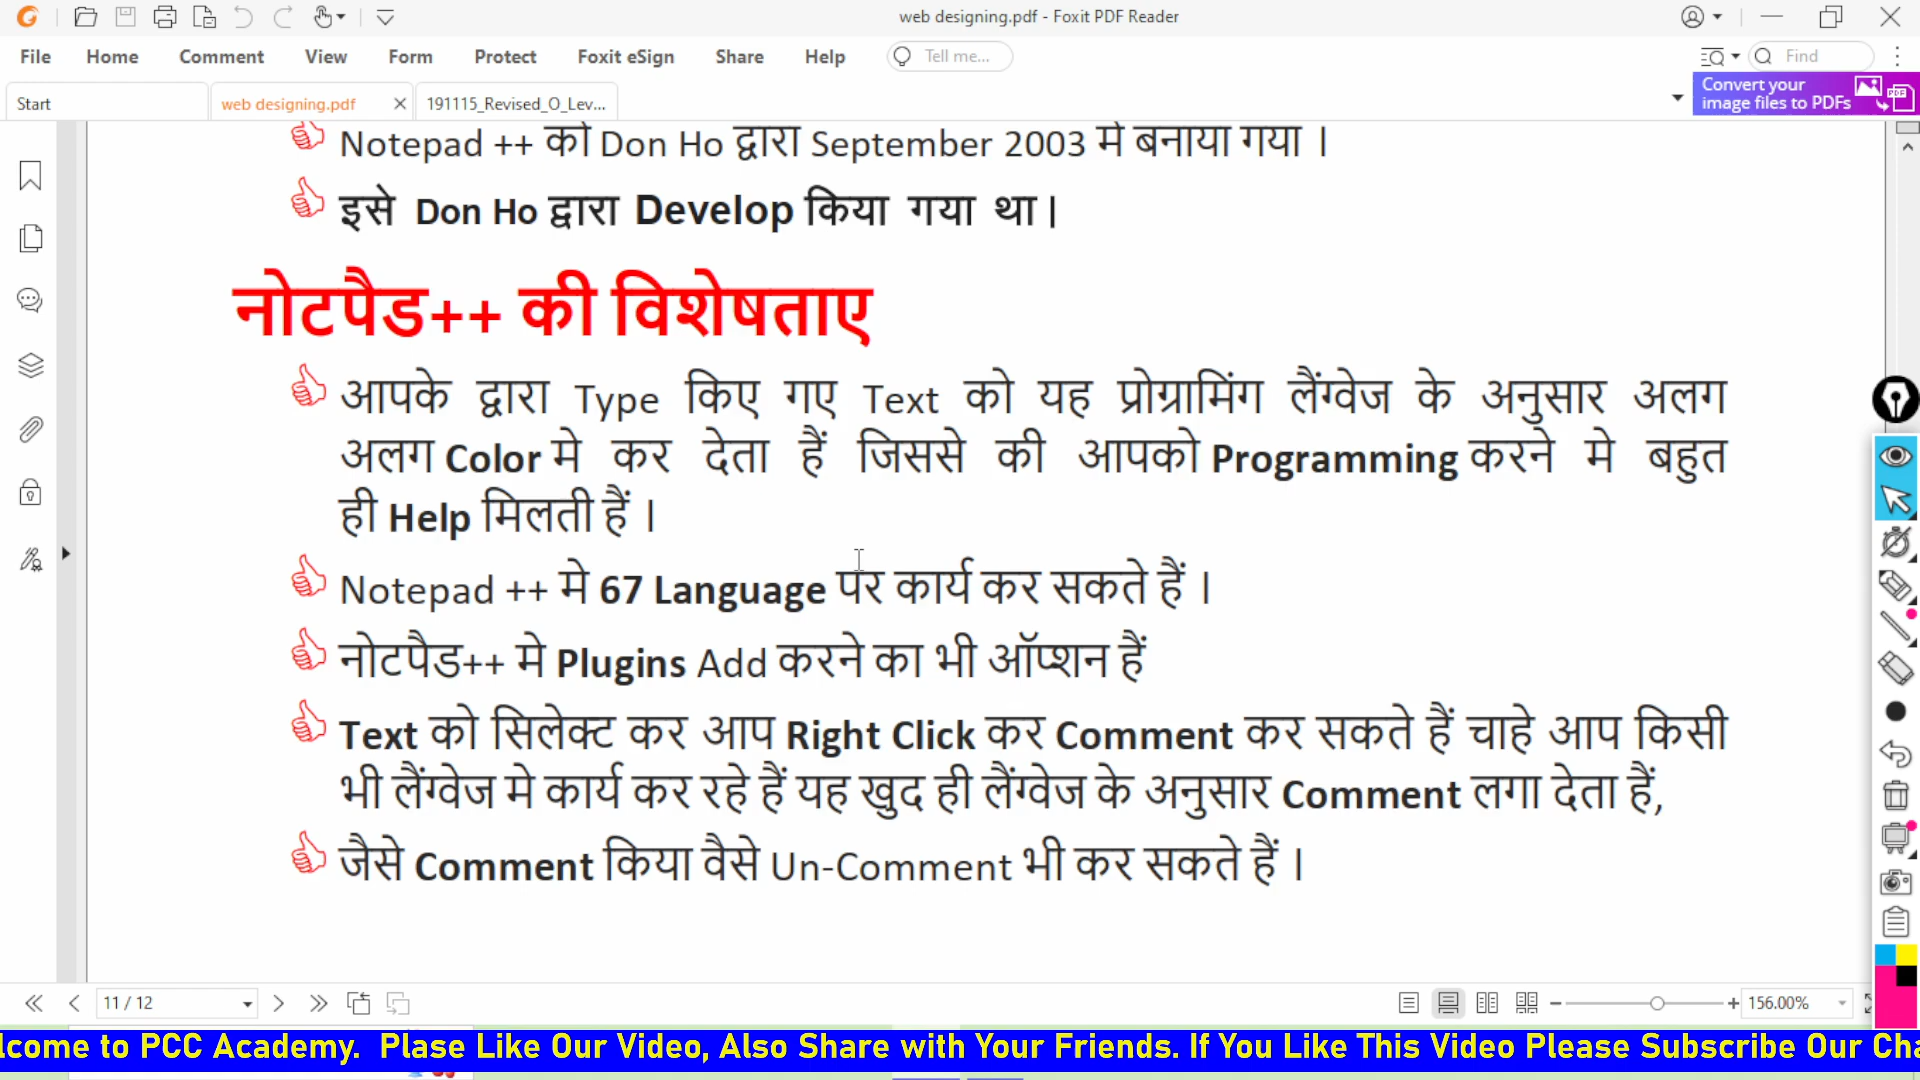 web designing.pdf - Foxit PDF Reader
File Home Comment View Form Protect Foxit eSign Share Help Tell me... Find
Start web designing.pdf 191115_Revised_O_Lev...
Convert your
image files to PDFs
Notepad ++ को Don Ho द्वारा September 2003 मे बनाया गया ।
इसे Don Ho द्वारा Develop किया गया था।
नोटपैड++ की विशेषताए
आपके द्वारा Type किए गए Text को यह प्रोग्रामिंग लैंग्वेज के अनुसार अलग
अलग Color मे कर देता हैं जिससे की आपको Programming करने मे बहुत
ही Help मिलती हैं ।
Notepad ++ मे 67 Language पर कार्य कर सकते हैं ।
नोटपैड++ मे Plugins Add करने का भी ऑप्शन हैं
Text को सिलेक्ट कर आप Right Click कर Comment कर सकते हैं चाहे आप किसी
भी लैंग्वेज मे कार्य कर रहे हैं यह खुद ही लैंग्वेज के अनुसार Comment लगा देता हैं,
जैसे Comment किया वैसे Un-Comment भी कर सकते हैं ।
11 / 12 156.00%
lcome to PCC Academy. Plase Like Our Video, Also Share with Your Friends. If You Like This Video Please Subscribe Our Cha